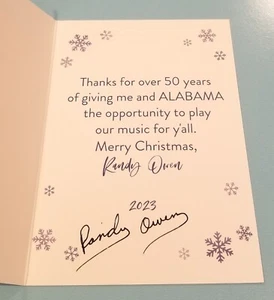 Thanks for over 50 years
of giving me and ALABAMA
the opportunity to play
our music for y'all.
Merry Christmas,
Randy Owen
2023
Randy Owen